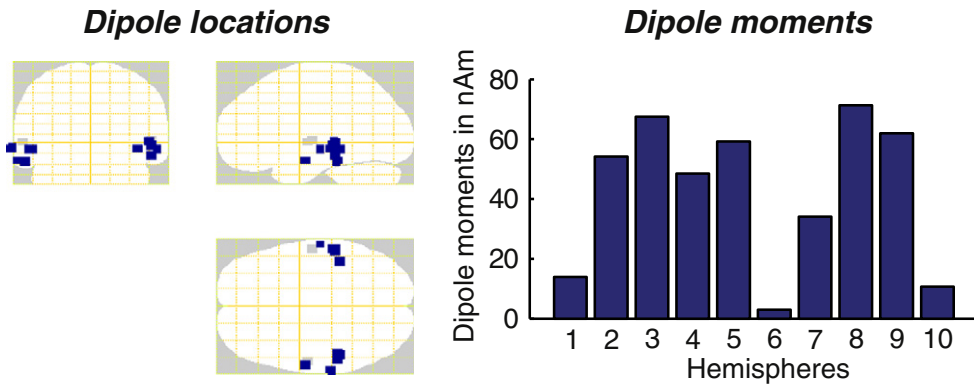 Dipole locations
Dipole moments
Dipole moments in nAm
80
60
40
20
0
1 2 3 4 5 6 7 8 9 10
Hemispheres